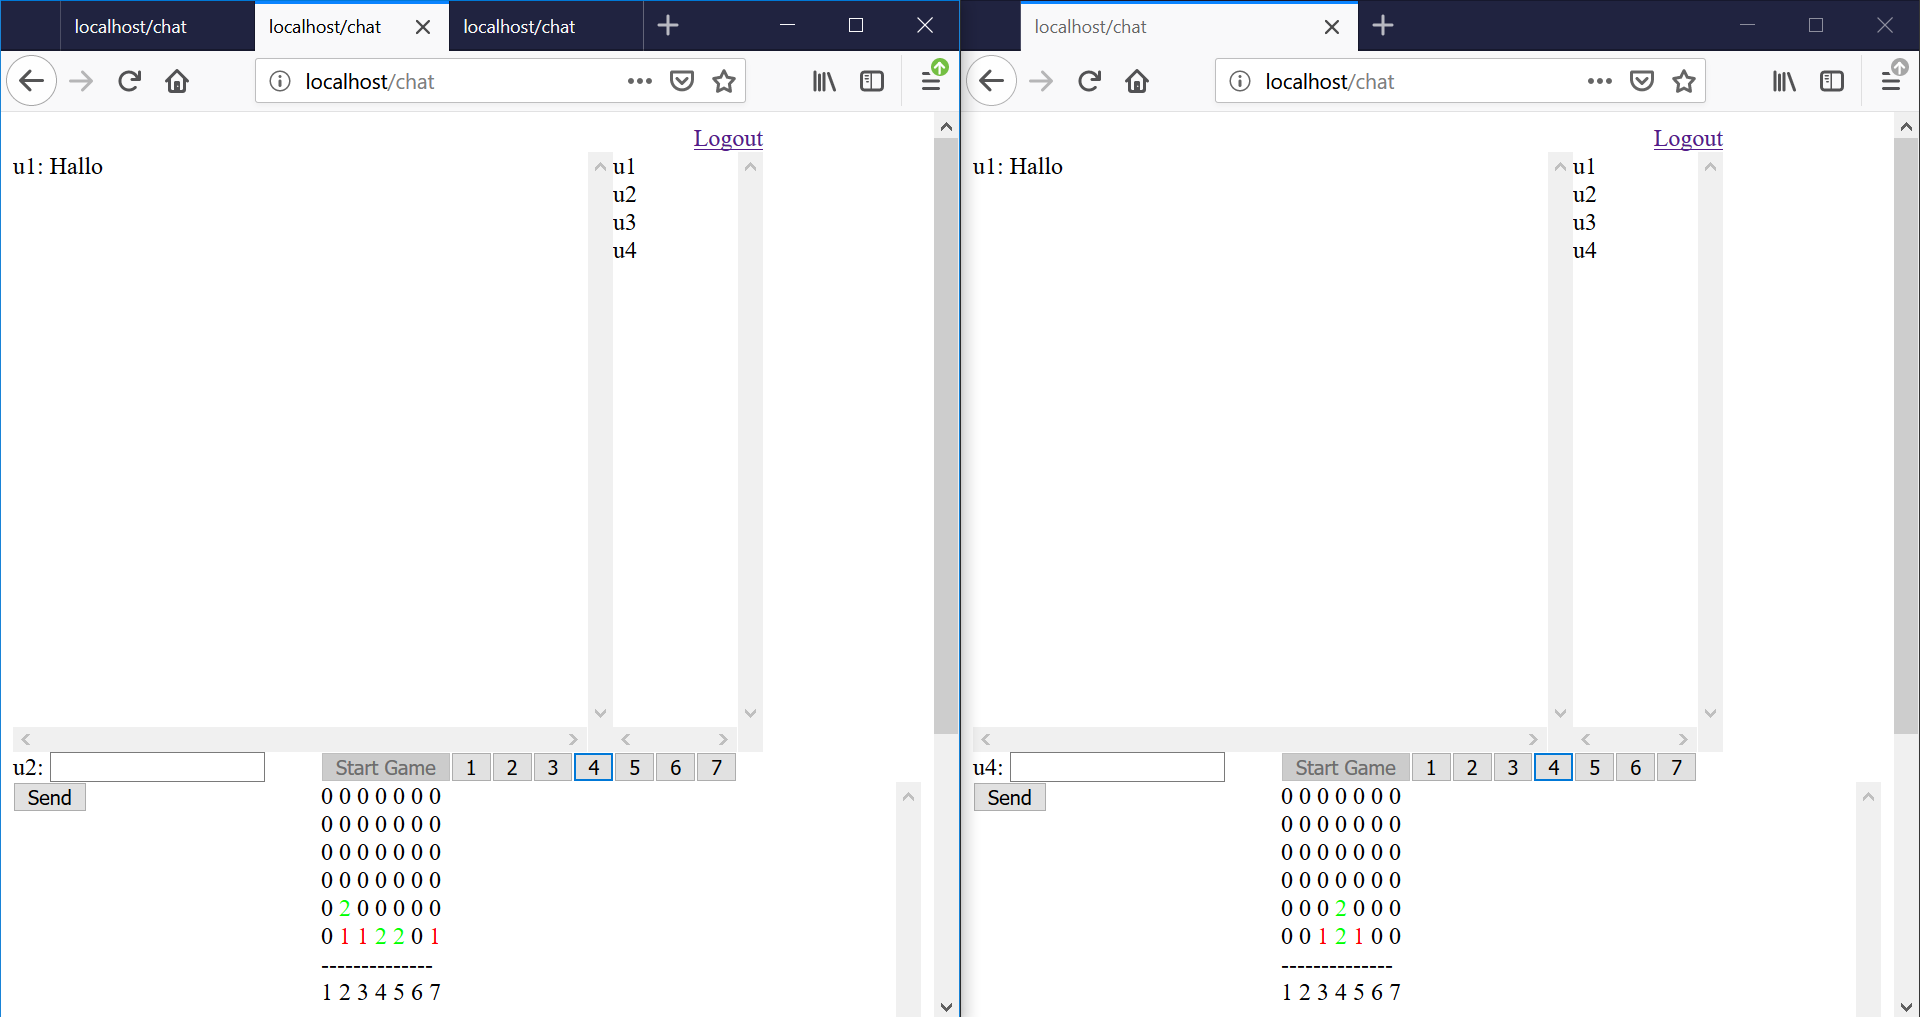 localhost/chat
localhost/chat
localhost/chat
localhost/chat
Logout
u1: Hallo
u1
u2
u3
u4
u2:
Start Game 1 2 3 4 5 6 7
Send
0 0 0 0 0 0 0
0 0 0 0 0 0 0
0 0 0 0 0 0 0
0 0 0 0 0 0 0
0 2 0 0 0 0 0
0 1 1 2 2 0 1
--------------
1 2 3 4 5 6 7
localhost/chat
localhost/chat
Logout
u1: Hallo
u1
u2
u3
u4
u4:
Start Game 1 2 3 4 5 6 7
Send
0 0 0 0 0 0 0
0 0 0 0 0 0 0
0 0 0 0 0 0 0
0 0 0 0 0 0 0
0 0 0 2 0 0 0
0 0 1 2 1 0 0
--------------
1 2 3 4 5 6 7